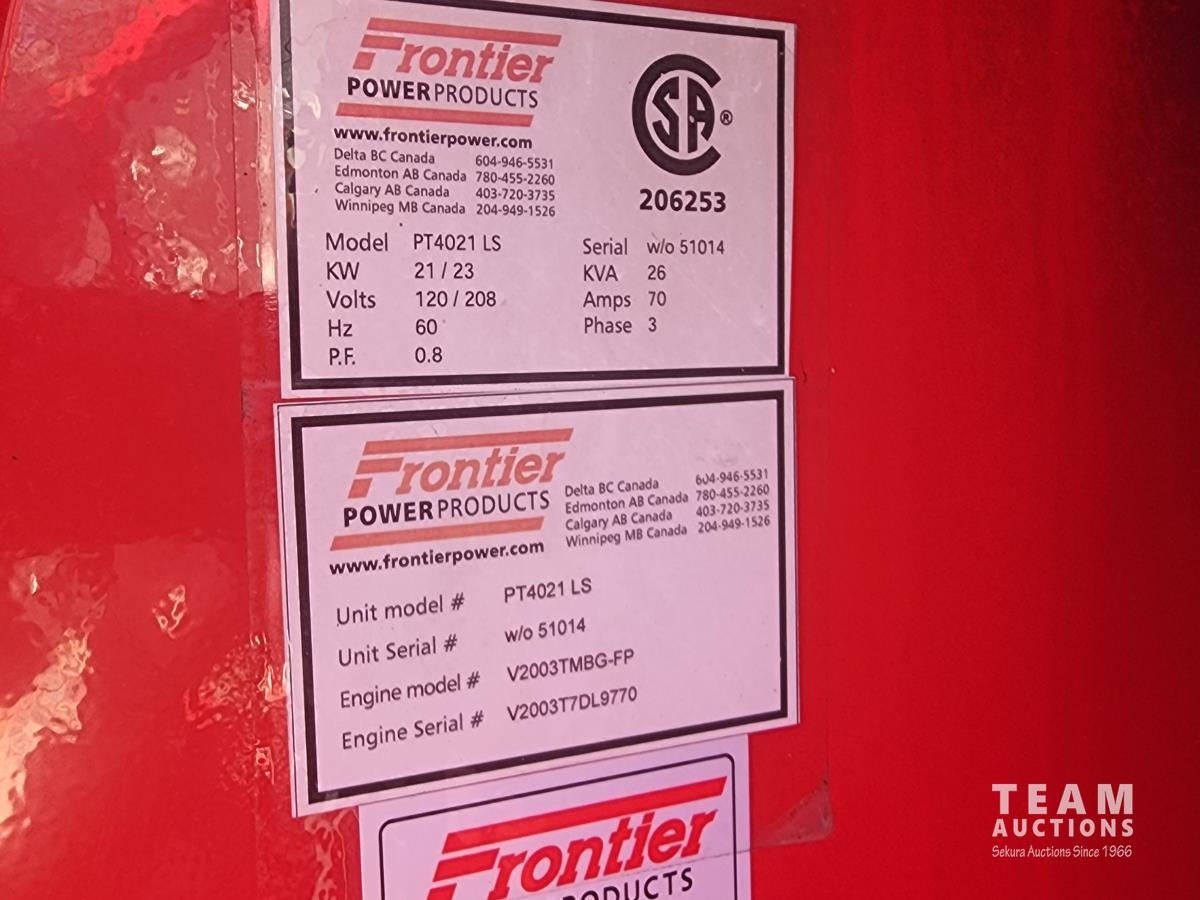 Frontier
POWERPRODUCTS
www.frontierpower.com
Delta BC Canada 604-946-5531
Edmonton AB Canada 780-455-2260
Calgary AB Canada 403-720-3735
Winnipeg MB Canada 204-949-1526
CSA®
206253
Model PT4021 LS
KW 21 / 23
Volts 120 / 208
Hz 60
P.F. 0.8
Serial w/o 51014
KVA 26
Amps 70
Phase 3
Frontier
POWERPRODUCTS
www.frontierpower.com
Delta BC Canada 604-946-5531
Edmonton AB Canada 780-455-2260
Calgary AB Canada 403-720-3735
Winnipeg MB Canada 204-949-1526
Unit model # PT4021 LS
Unit Serial # w/o 51014
Engine model # V2003TMBG-FP
Engine Serial # V2003T7DL9770
Frontier
PRODUCTS
TEAM
AUCTIONS
Sekura Auctions Since 1966